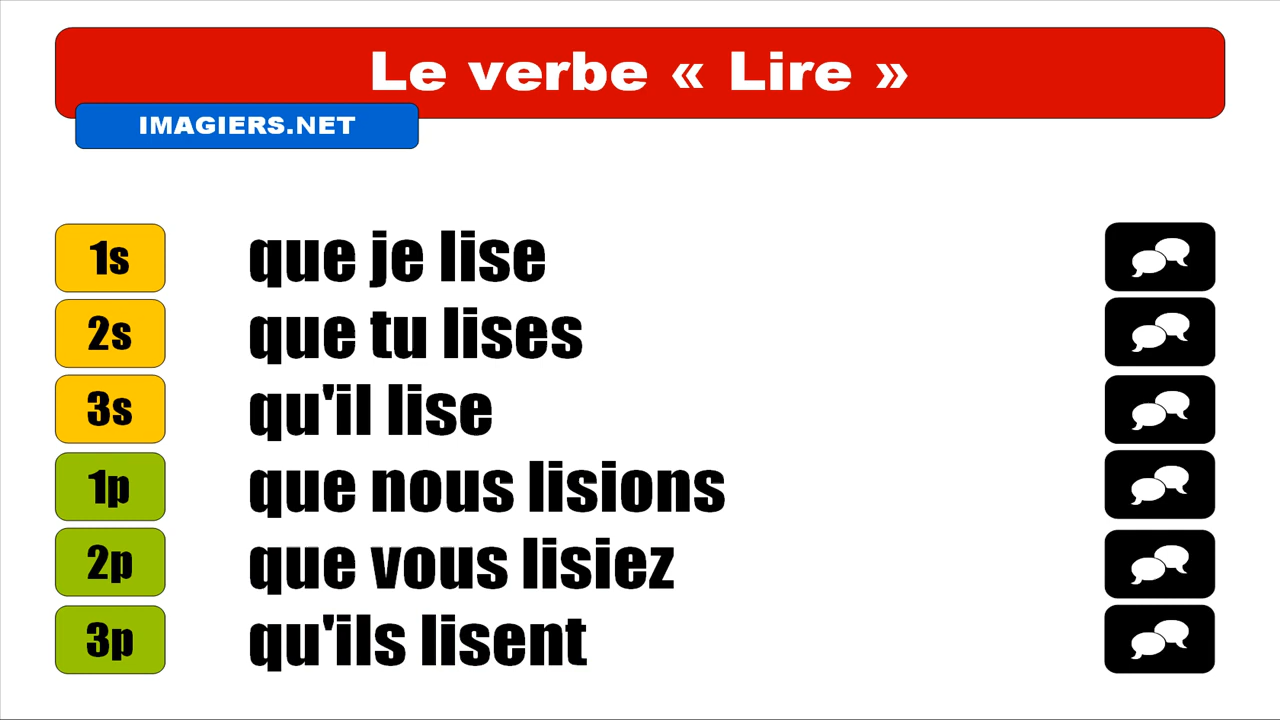 Le verbe « Lire »
IMAGIERS.NET
1s que je lise
2s que tu lises
3s qu'il lise
1p que nous lisions
2p que vous lisiez
3p qu'ils lisent